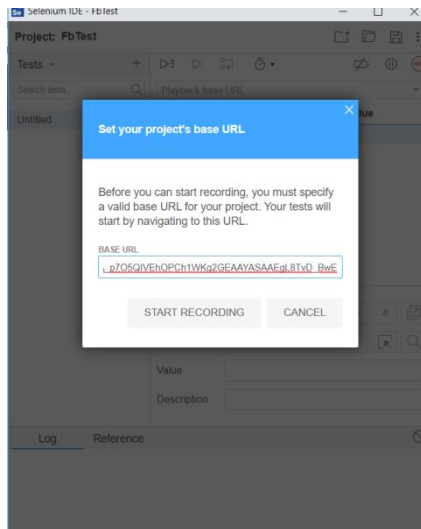 Selenium IDE - FbTest
Project: FbTest
Tests
Search tests...
Playback base URL
Untitled
Set your project's base URL
Before you can start recording, you must specify
a valid base URL for your project. Your tests will
start by navigating to this URL.
BASE URL
p7O5QIVEhOPCh1WKg2GEAAYASAAEgL8TvD_BwE
START RECORDING
CANCEL
//
Value
Description
Log
Reference